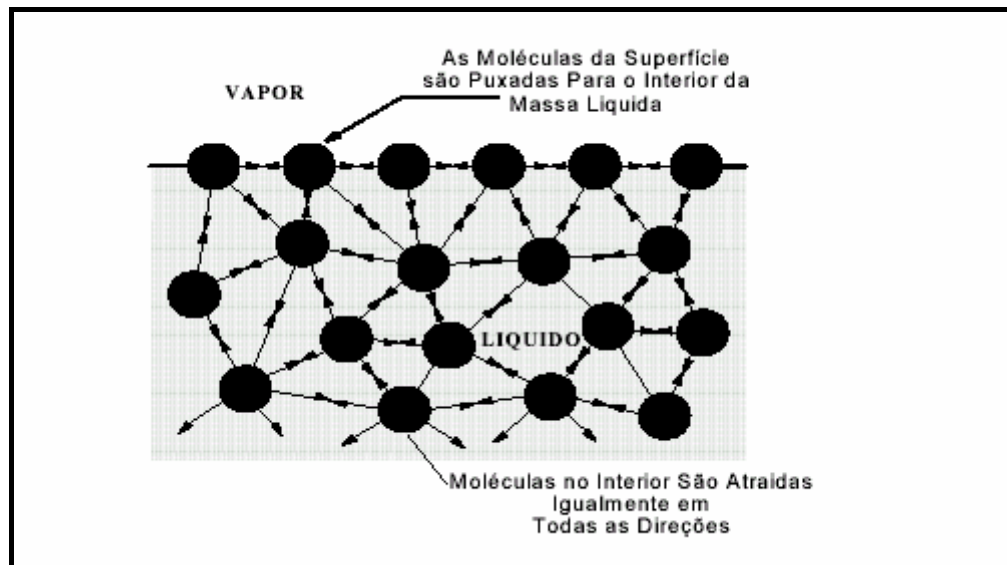 As Moléculas da Superfície
são Puxadas Para o Interior da
Massa Liquida
VAPOR
LIQUIDO
Moléculas no Interior São Atraidas
Igualmente em
Todas as Direções